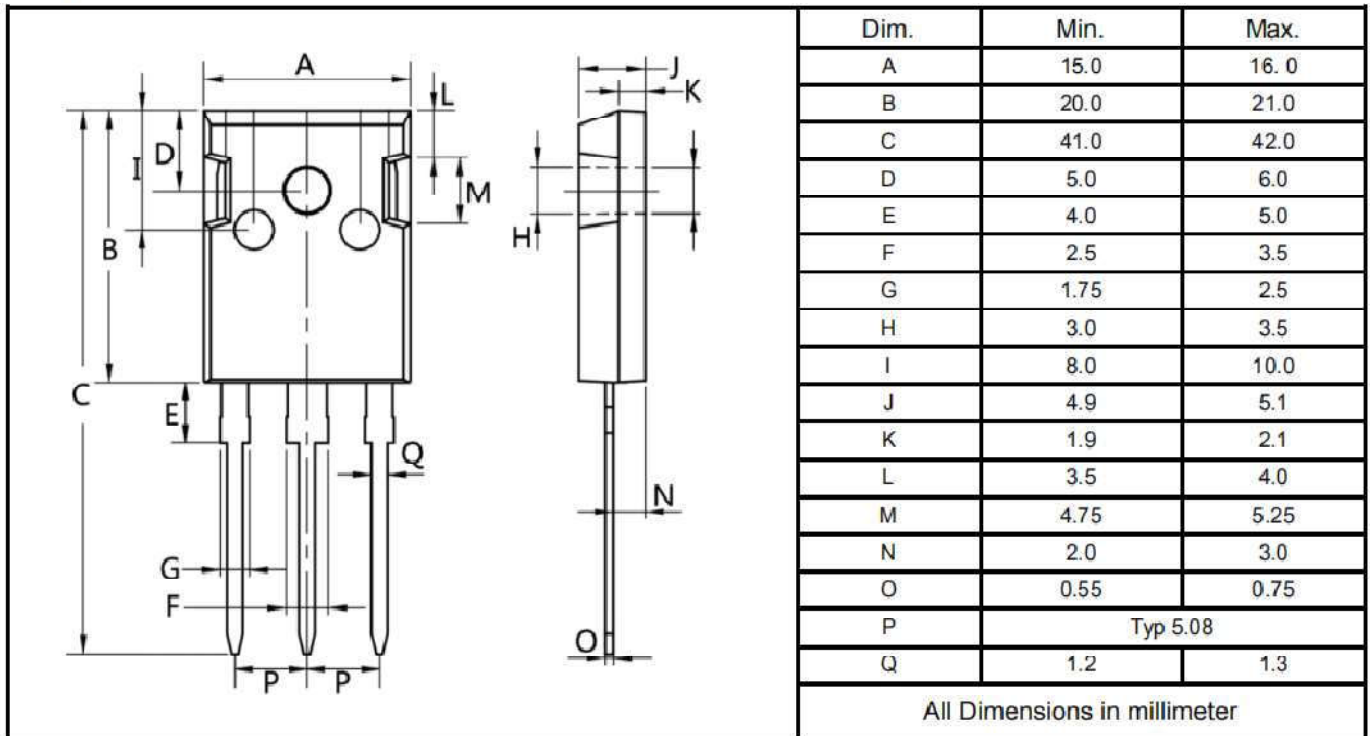 A
L
D
I
M
B
C
E
Q
G
F
P
P
J
K
H
N
O
Dim. Min. Max.
A 15.0 16. 0
B 20.0 21.0
C 41.0 42.0
D 5.0 6.0
E 4.0 5.0
F 2.5 3.5
G 1.75 2.5
H 3.0 3.5
I 8.0 10.0
J 4.9 5.1
K 1.9 2.1
L 3.5 4.0
M 4.75 5.25
N 2.0 3.0
O 0.55 0.75
P Typ 5.08
Q 1.2 1.3
All Dimensions in millimeter